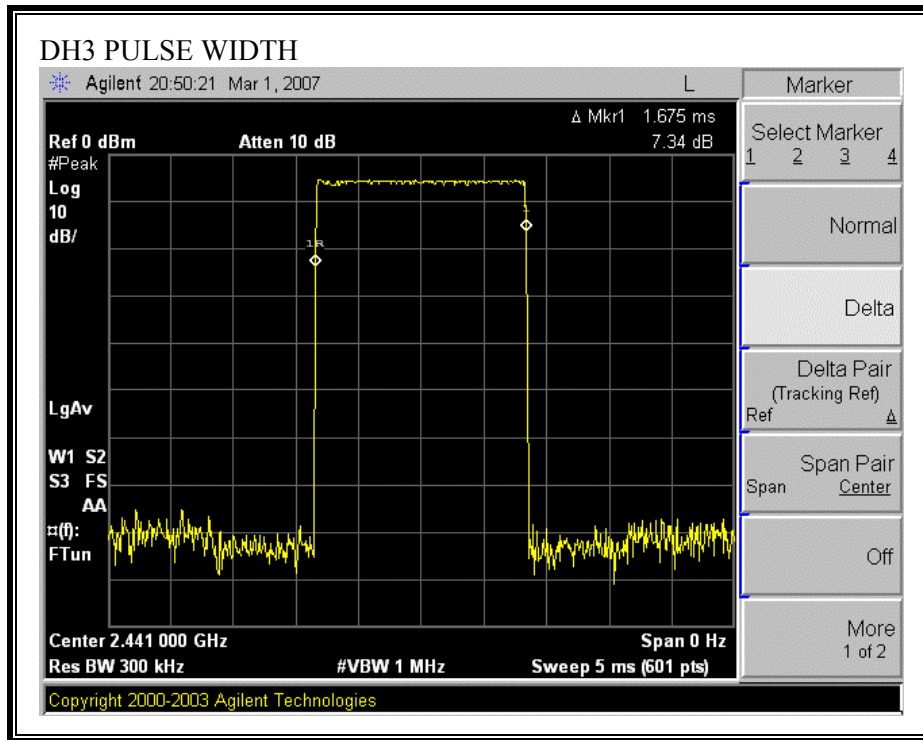 DH3 PULSE WIDTH
Agilent 20:50:21 Mar 1, 2007 L
Δ Mkr1 1.675 ms
Ref 0 dBm Atten 10 dB 7.34 dB
#Peak
Log
10
dB/
1R
1
LgAv
W1 S2
S3 FS
AA
¤(f):
FTun
Center 2.441 000 GHz Span 0 Hz
Res BW 300 kHz #VBW 1 MHz Sweep 5 ms (601 pts)
Copyright 2000-2003 Agilent Technologies
Marker
Select Marker
1 2 3 4
Normal
Delta
Delta Pair
(Tracking Ref)
Ref Δ
Span Pair
Span Center
Off
More
1 of 2